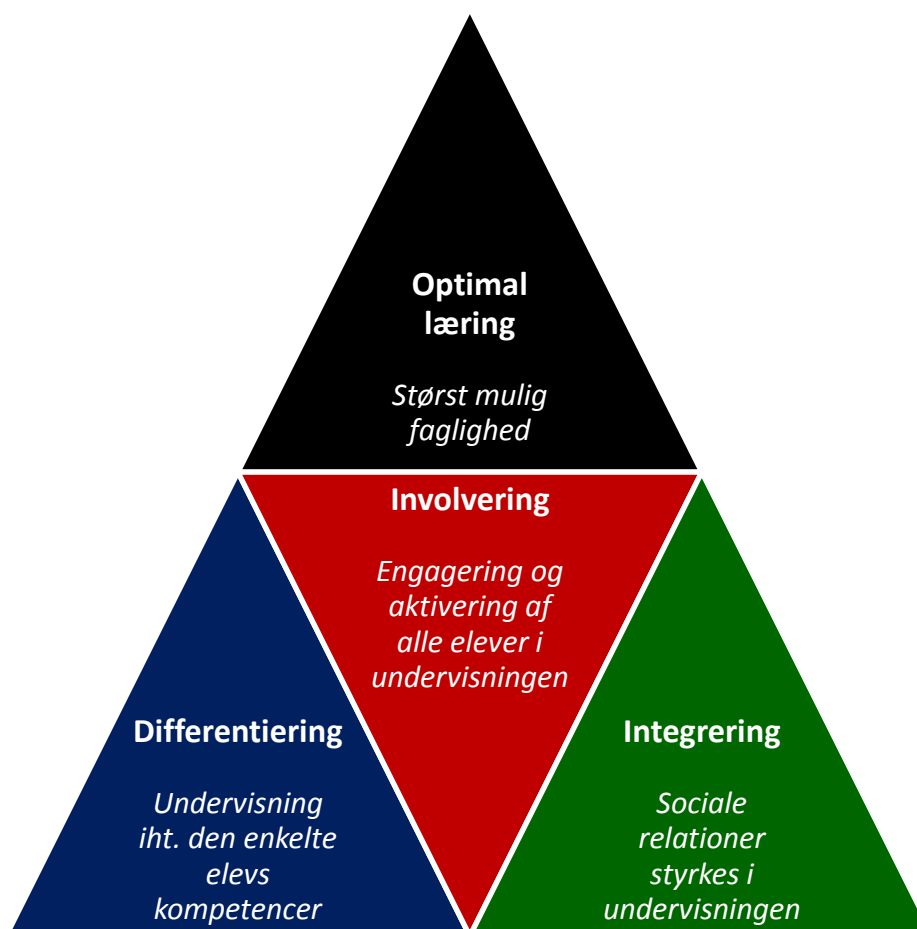 Optimal
læring
Størst mulig
faglighed
Involvering
Engagering og
aktivering af
alle elever i
undervisningen
Differentiering
Undervisning
iht. den enkelte
elevs
kompetencer
Integrering
Sociale
relationer
styrkes i
undervisningen